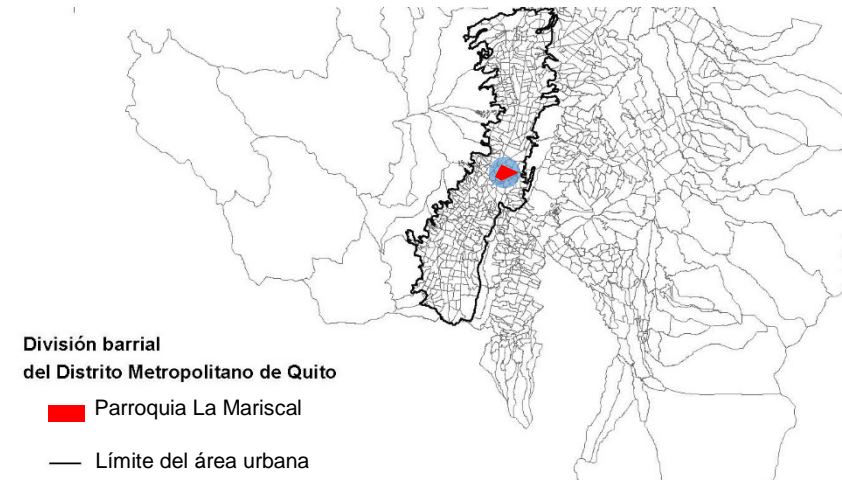 División barrial
del Distrito Metropolitano de Quito
Parroquia La Mariscal
Límite del área urbana